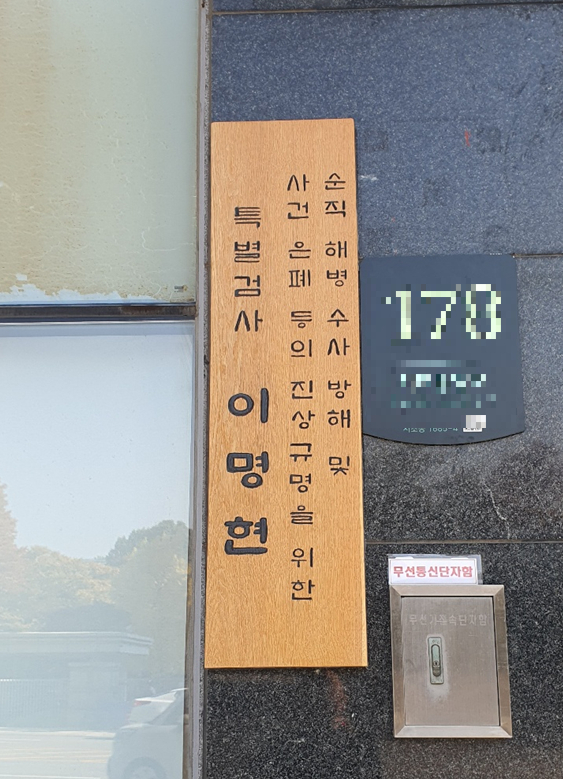 순직 해병 수사 방해 및
사건 은폐 등의 진상 규명을 위한
특별검사 이명현
178
무선통신단자함